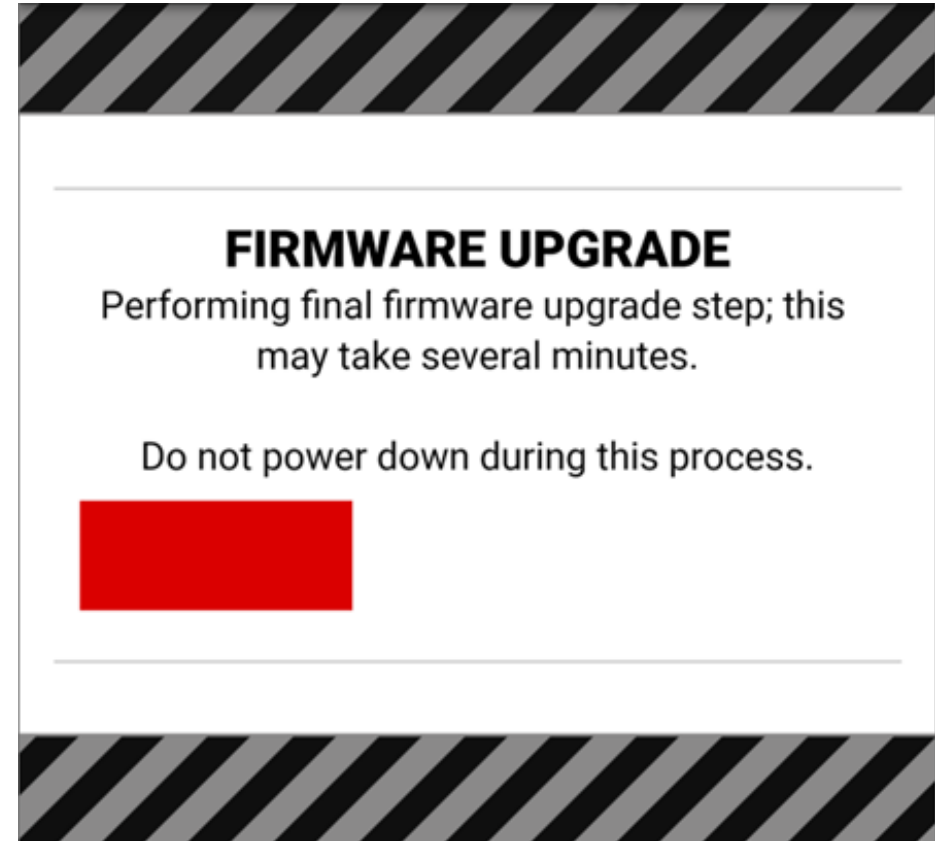 FIRMWARE UPGRADE
Performing final firmware upgrade step; this
may take several minutes.
Do not power down during this process.